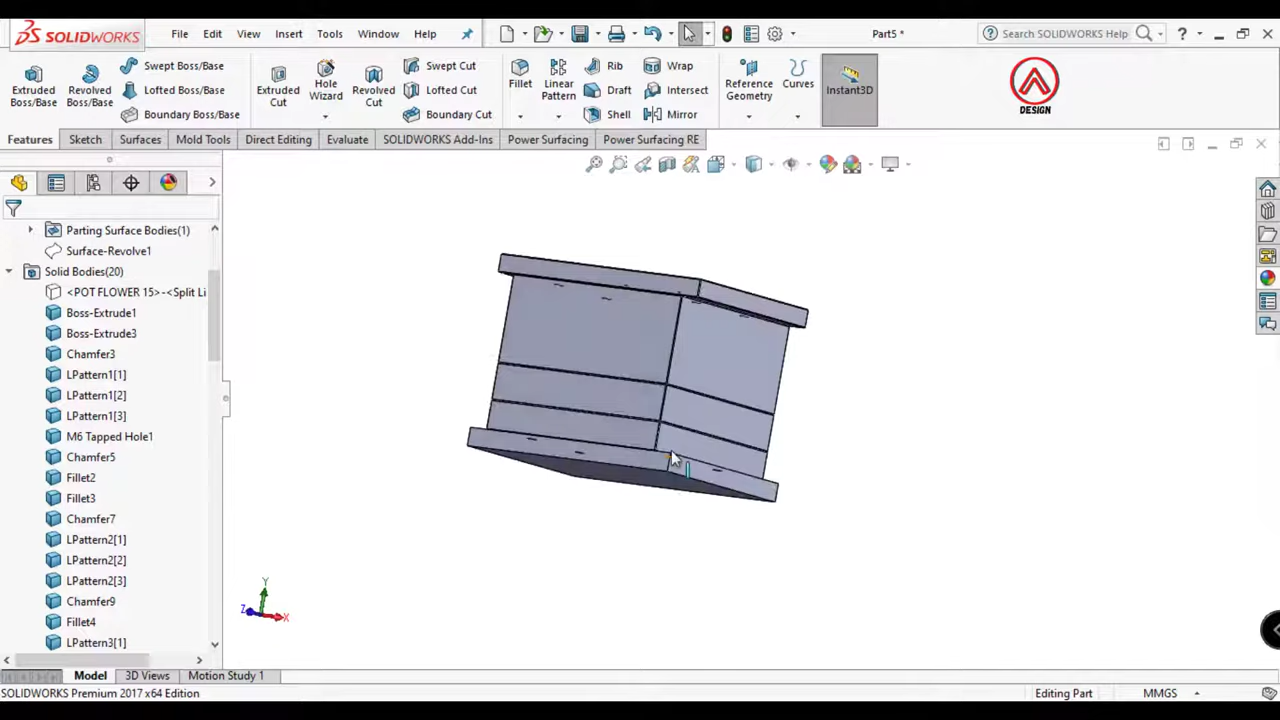 SOLIDWORKS File Edit View Insert Tools Window Help Part5 * Search SOLIDWORKS Help ?
Extruded Boss/Base
Revolved Boss/Base
Swept Boss/Base
Lofted Boss/Base
Boundary Boss/Base
Extruded Cut
Hole Wizard
Revolved Cut
Swept Cut
Lofted Cut
Boundary Cut
Fillet
Linear Pattern
Rib
Draft
Shell
Wrap
Intersect
Mirror
Reference Geometry
Curves
Instant3D
DESIGN
Features Sketch Surfaces Mold Tools Direct Editing Evaluate SOLIDWORKS Add-Ins Power Surfacing Power Surfacing RE
Parting Surface Bodies(1)
Surface-Revolve1
Solid Bodies(20)
<POT FLOWER 15>-<Split Li
Boss-Extrude1
Boss-Extrude3
Chamfer3
LPattern1[1]
LPattern1[2]
LPattern1[3]
M6 Tapped Hole1
Chamfer5
Fillet2
Fillet3
Chamfer7
LPattern2[1]
LPattern2[2]
LPattern2[3]
Chamfer9
Fillet4
LPattern3[1]
Y
Z
X
Model 3D Views Motion Study 1
SOLIDWORKS Premium 2017 x64 Edition Editing Part MMGS